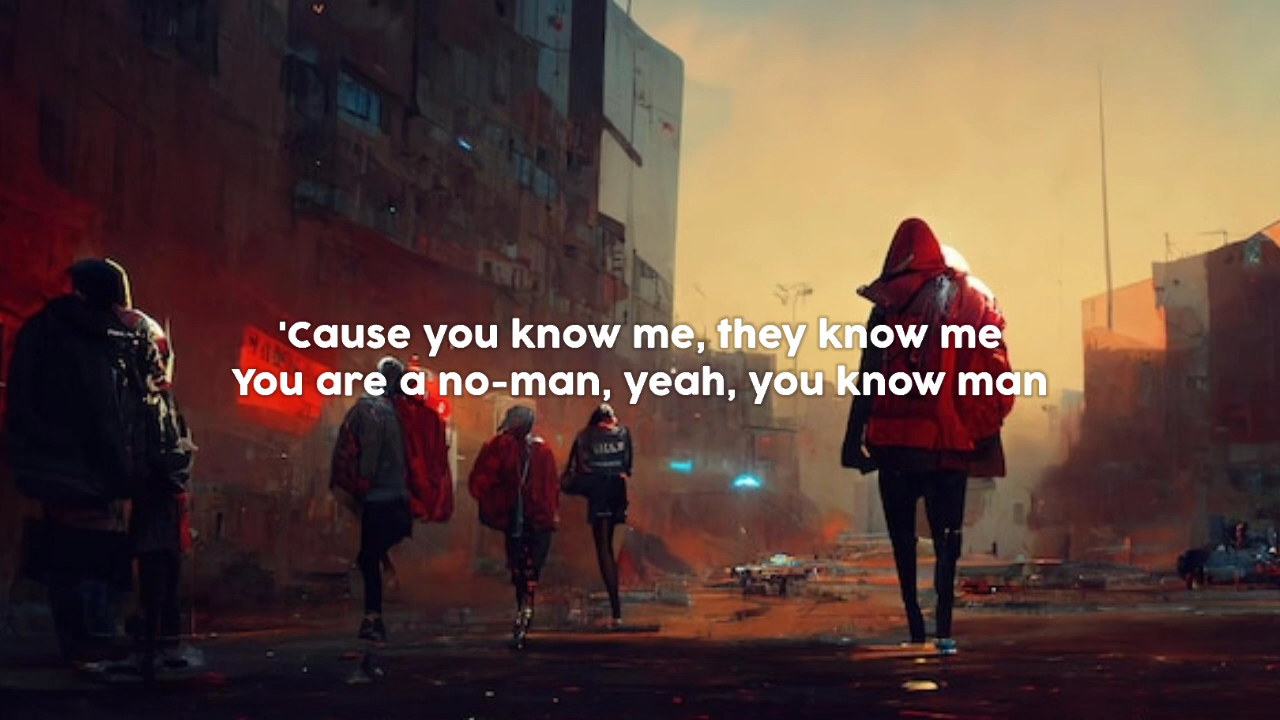 'Cause you know me, they know me
You are a no-man, yeah, you know man